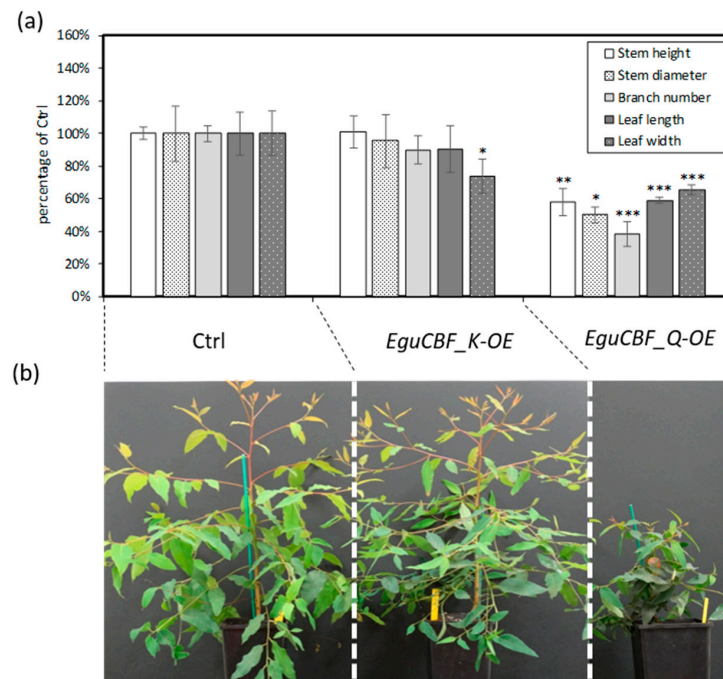 (a)
160%
140%
120%
100%
80%
60%
40%
20%
0%
percentage of Ctrl
Stem height
Stem diameter
Branch number
Leaf length
Leaf width
*
**
*
***
***
***
Ctrl
EguCBF_K-OE
EguCBF_Q-OE
(b)